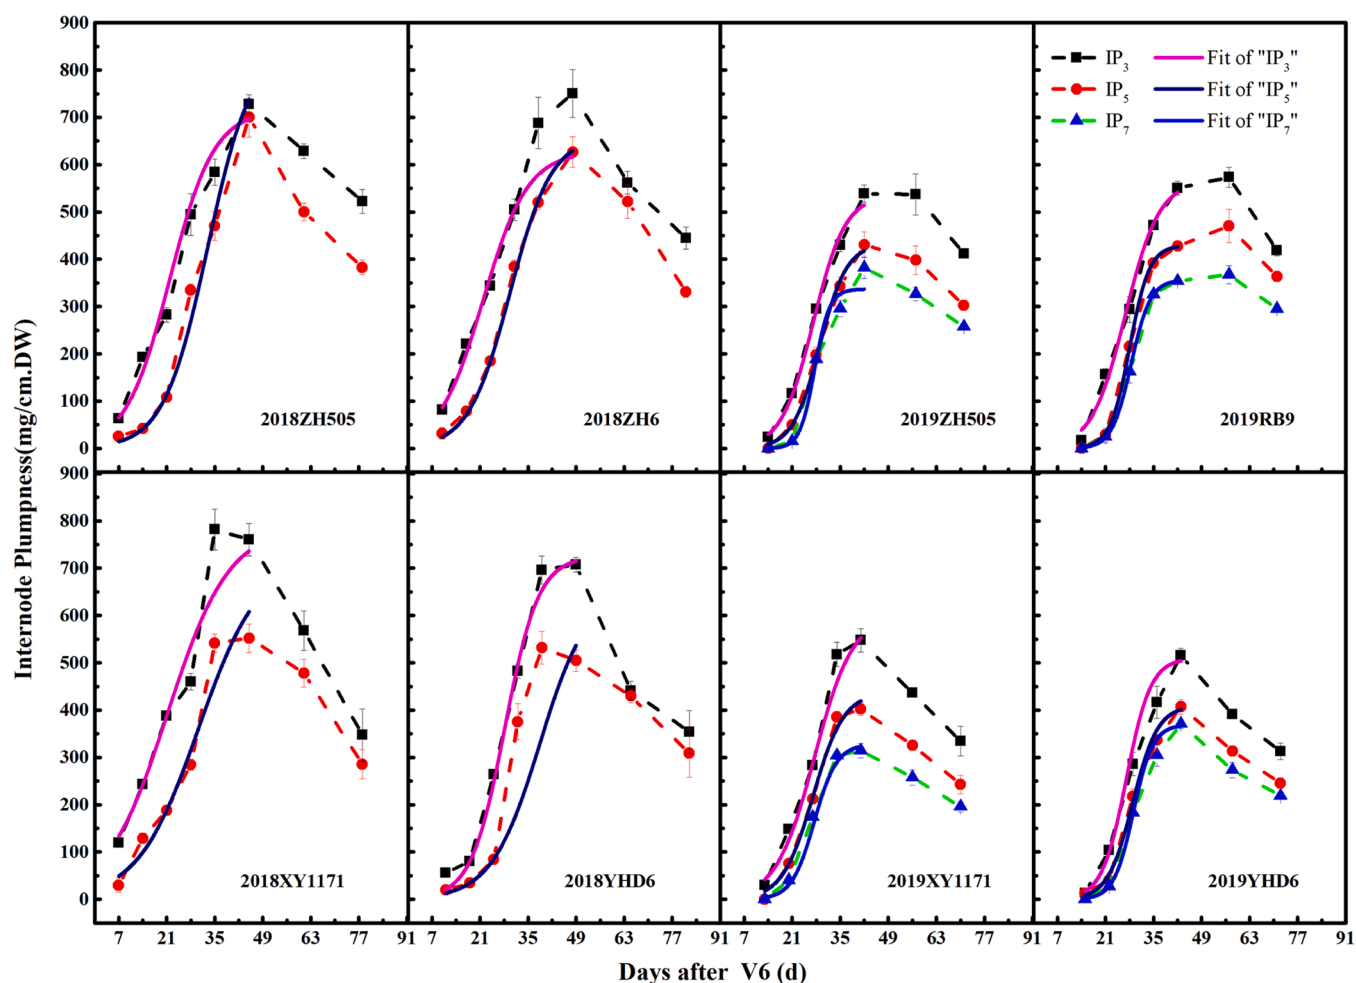 900
800
700
600
500
400
300
200
100
0
2018ZH505
2018ZH6
2019ZH505
2019RB9
IP3 Fit of "IP3"
IP5 Fit of "IP5"
IP7 Fit of "IP7"
Internode Plumpness(mg/cm.DW)
900
800
700
600
500
400
300
200
100
0
2018XY1171
2018YHD6
2019XY1171
2019YHD6
7 21 35 49 63 77 91 7 21 35 49 63 77 91 7 21 35 49 63 77 91 7 21 35 49 63 77 91
Days after V6 (d)